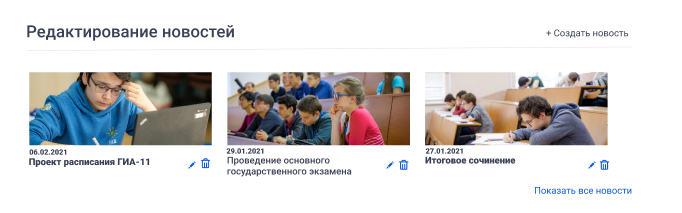 Редактирование новостей
+ Создать новость
06.02.2021
Проект расписания ГИА-11
29.01.2021
Проведение основного
государственного экзамена
27.01.2021
Итоговое сочинение
Показать все новости